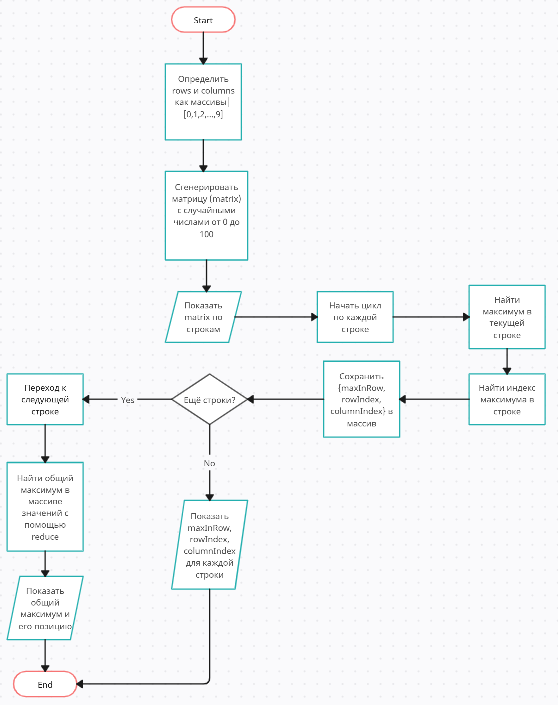 Start
Определить
rows и columns
как массивы|
[0,1,2,...,9]
Сгенерировать
матрицу (matrix)
с случайными
числами от 0 до
100
Показать
matrix по
строкам
Начать цикл
по каждой
строке
Найти
максимум в
текущей
строке
Найти индекс
максимума в
строке
Сохранить
{maxInRow,
rowIndex,
columnIndex} в
массив
Ещё строки?
Yes
Переход к
следующей
строке
Найти общий
максимум в
массиве
значений с
помощью
reduce
Показать
общий
максимум и
его позицию
No
Показать
maxInRow,
rowIndex,
columnIndex
для каждой
строки
End